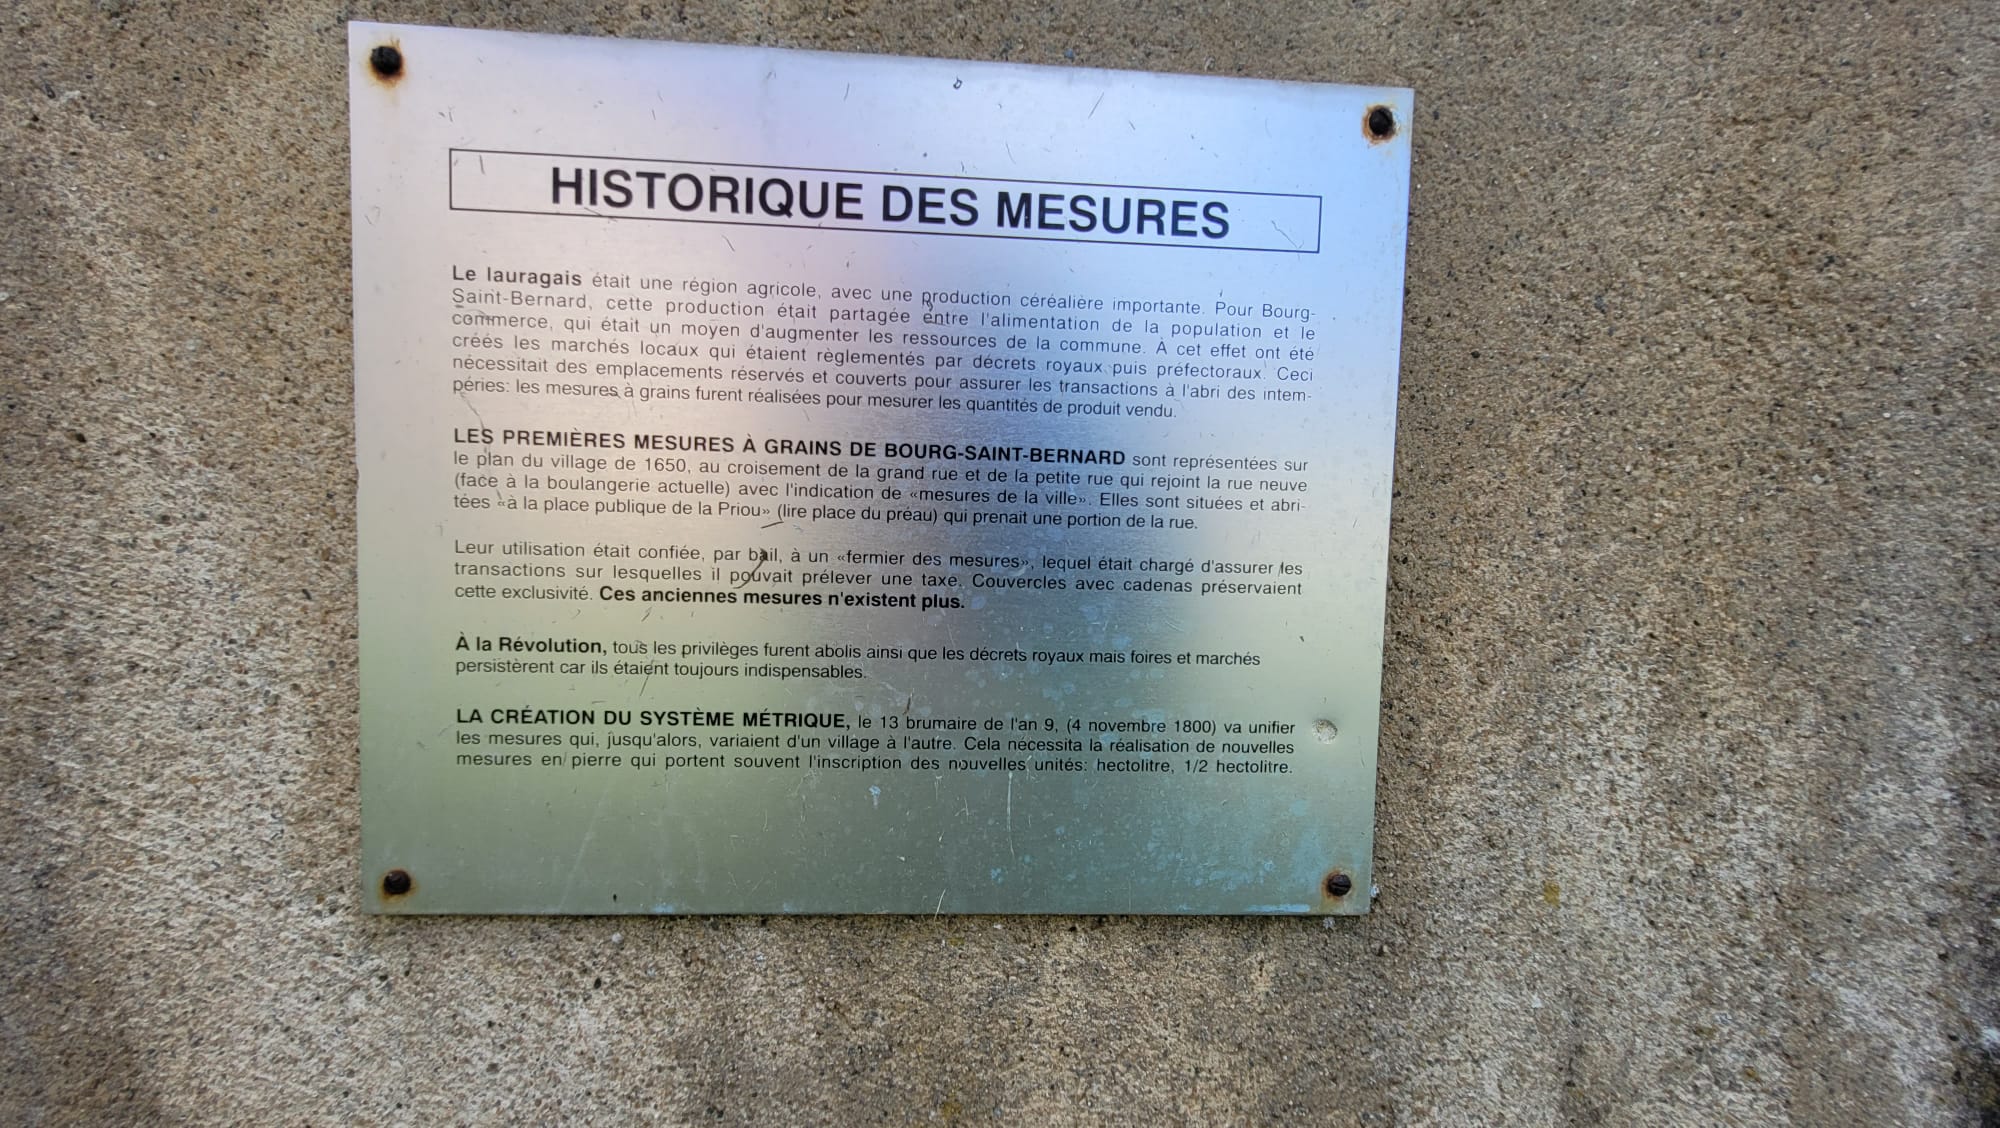 HISTORIQUE DES MESURES
Le lauragais était une région agricole, avec une production céréalière importante. Pour Bourg-
Saint-Bernard, cette production était partagée entre l'alimentation de la population et le
commerce, qui était un moyen d'augmenter les ressources de la commune. À cet effet ont été
créés les marchés locaux qui étaient règlementés par décrets royaux puis préfectoraux. Ceci
nécessitait des emplacements réservés et couverts pour assurer les transactions à l'abri des intem-
péries: les mesures à grains furent réalisées pour mesurer les quantités de produit vendu.
LES PREMIÈRES MESURES À GRAINS DE BOURG-SAINT-BERNARD sont représentées sur
le plan du village de 1650, au croisement de la grand rue et de la petite rue qui rejoint la rue neuve
(face à la boulangerie actuelle) avec l'indication de «mesures de la ville». Elles sont situées et abri-
tées «à la place publique de la Priou» (lire place du préau) qui prenait une portion de la rue.
Leur utilisation était confiée, par bail, à un «fermier des mesures», lequel était chargé d'assurer les
transactions sur lesquelles il pouvait prélever une taxe. Couvercles avec cadenas préservaient
cette exclusivité. Ces anciennes mesures n'existent plus.
À la Révolution, tous les privilèges furent abolis ainsi que les décrets royaux mais foires et marchés
persistèrent car ils étaient toujours indispensables.
LA CRÉATION DU SYSTÈME MÉTRIQUE, le 13 brumaire de l'an 9, (4 novembre 1800) va unifier
les mesures qui, jusqu'alors, variaient d'un village à l'autre. Cela nécessita la réalisation de nouvelles
mesures en pierre qui portent souvent l'inscription des nouvelles unités: hectolitre, 1/2 hectolitre.